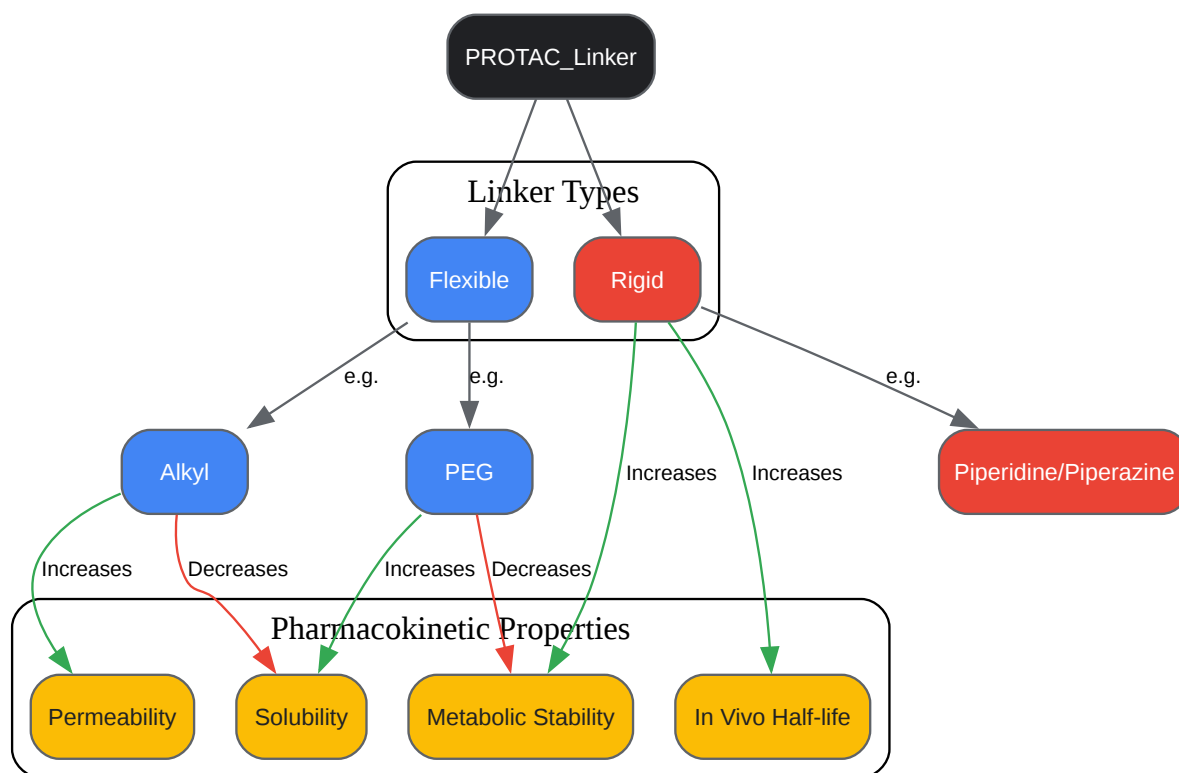 PROTAC_Linker
Linker Types
Flexible
Rigid
e.g.
e.g.
e.g.
Alkyl
PEG
Piperidine/Piperazine
Increases
Increases
Increases
Decreases
Increases
Decreases
Pharmacokinetic Properties
Permeability
Solubility
Metabolic Stability
In Vivo Half-life